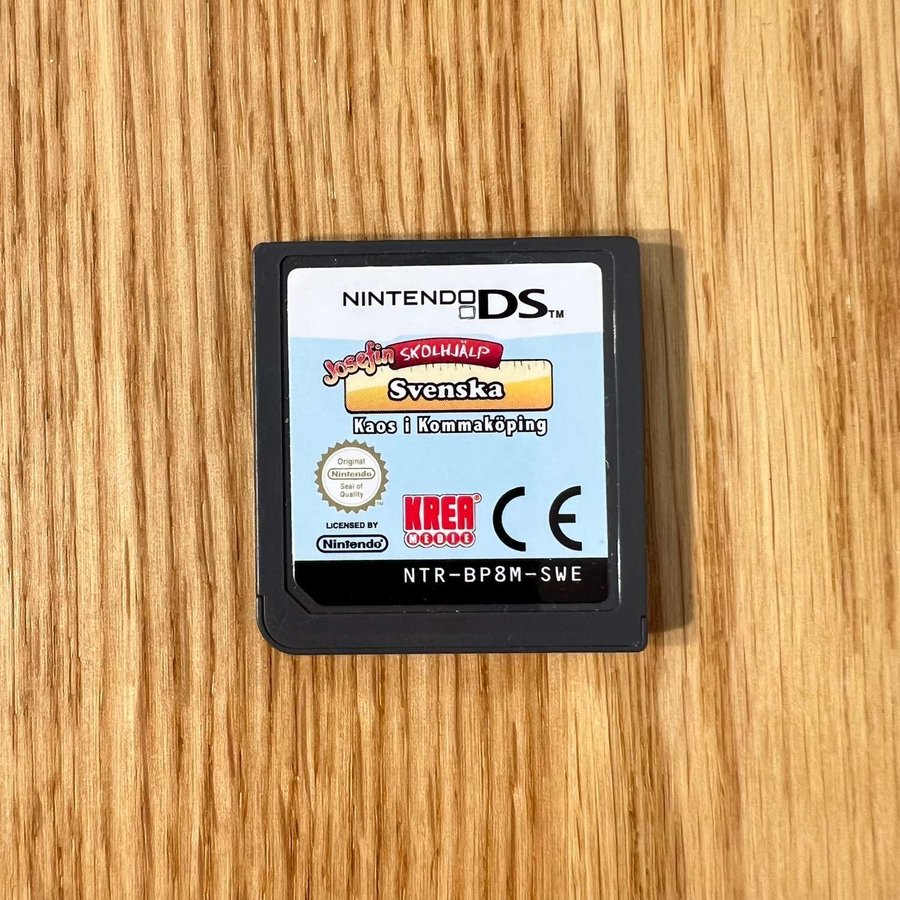 NINTENDO DS™
Josefin SKOLHJÄLP
Svenska
Kaos i Kommaköping
Original
Nintendo
Seal of
Quality
™
LICENSED BY
Nintendo®
KREA®
MEDIE
CE
NTR-BP8M-SWE